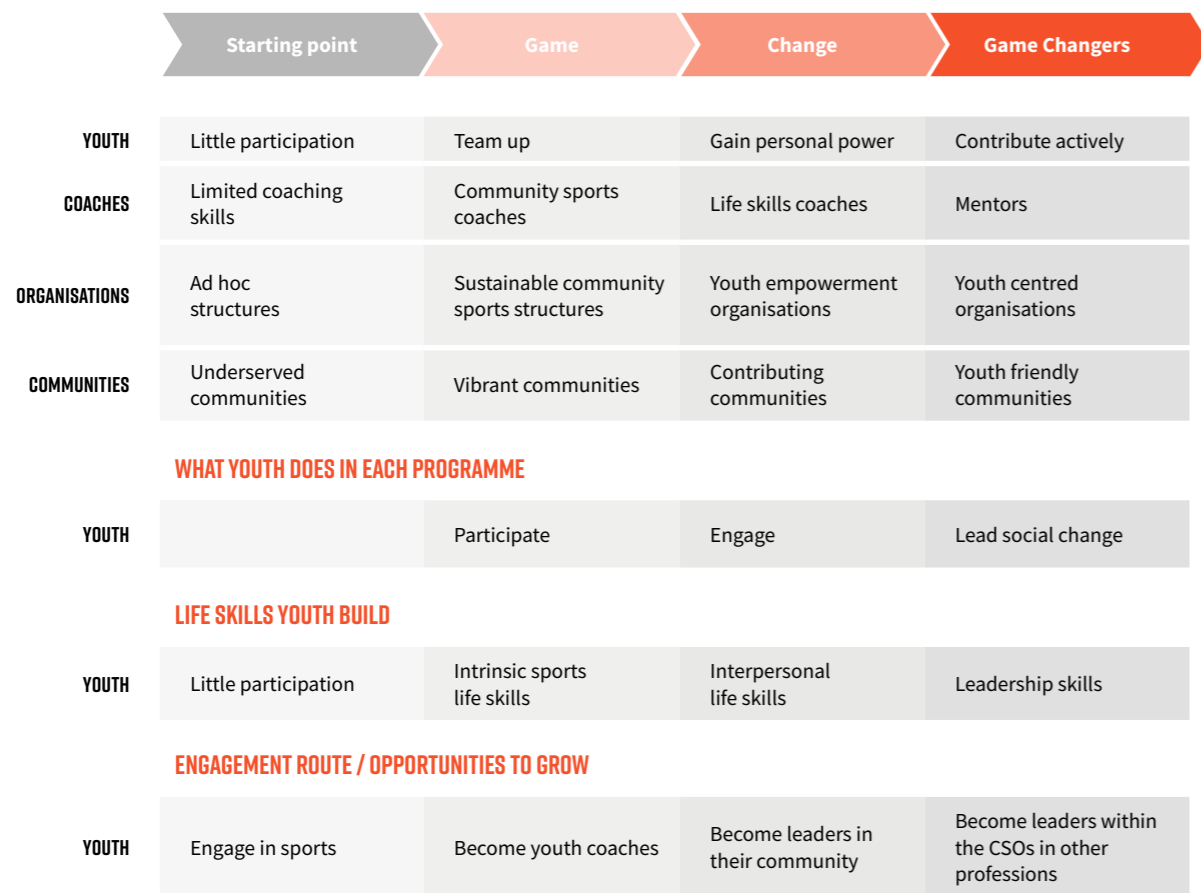 Starting point Game Change Game Changers
YOUTH Little participation Team up Gain personal power Contribute actively
COACHES
Limited coaching
skills
Community sports
coaches
Life skills coaches
Mentors
ORGANISATIONS
Ad hoc
structures
Sustainable community
sports structures
Youth empowerment
organisations
Youth centred
organisations
COMMUNITIES
Underserved
communities
Vibrant communities
Contributing
communities
Youth friendly
communities
WHAT YOUTH DOES IN EACH PROGRAMME
YOUTH Participate Engage Lead social change
LIFE SKILLS YOUTH BUILD
YOUTH
Little participation
Intrinsic sports
life skills
Interpersonal
life skills
Leadership skills
ENGAGEMENT ROUTE / OPPORTUNITIES TO GROW
YOUTH
Engage in sports
Become youth coaches
Become leaders in
their community
Become leaders within
the CSOs in other
professions